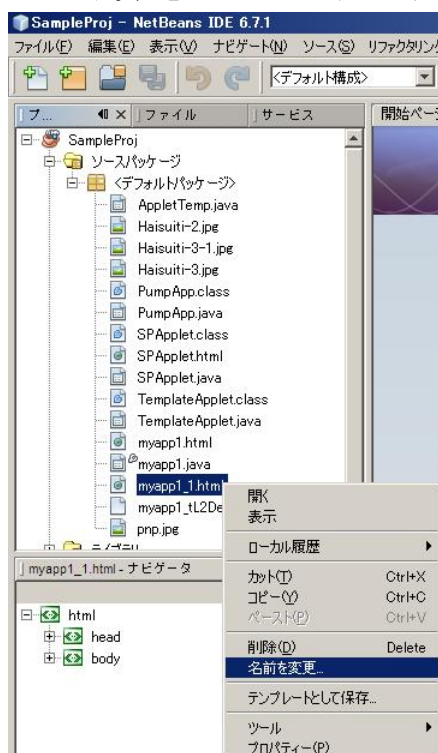 SampleProj - NetBeans IDE 6.7.1
ファイル(F) 編集(E) 表示(V) ナビゲート(N) ソース(S) リファクタリング
<デフォルト構成>
プ... ファイル サービス 開始ページ
SampleProj
ソースパッケージ
<デフォルトパッケージ>
AppletTemp.java
Haisuiti-2.jpg
Haisuiti-3-1.jpg
Haisuiti-3.jpg
PumpApp.class
PumpApp.java
SPApplet.class
SPApplet.html
SPApplet.java
TemplateApplet.class
TemplateApplet.java
myapp1.html
myapp1.java
myapp1_1.html
myapp1_tL2De
pnp.jpg
開く
表示
ローカル履歴
カット(T) Ctrl+X
コピー(Y) Ctrl+C
ペースト(P) Ctrl+V
削除(D) Delete
名前を変更...
テンプレートとして保存...
ツール
プロパティー(P)
myapp1_1.html - ナビゲータ
html
head
body